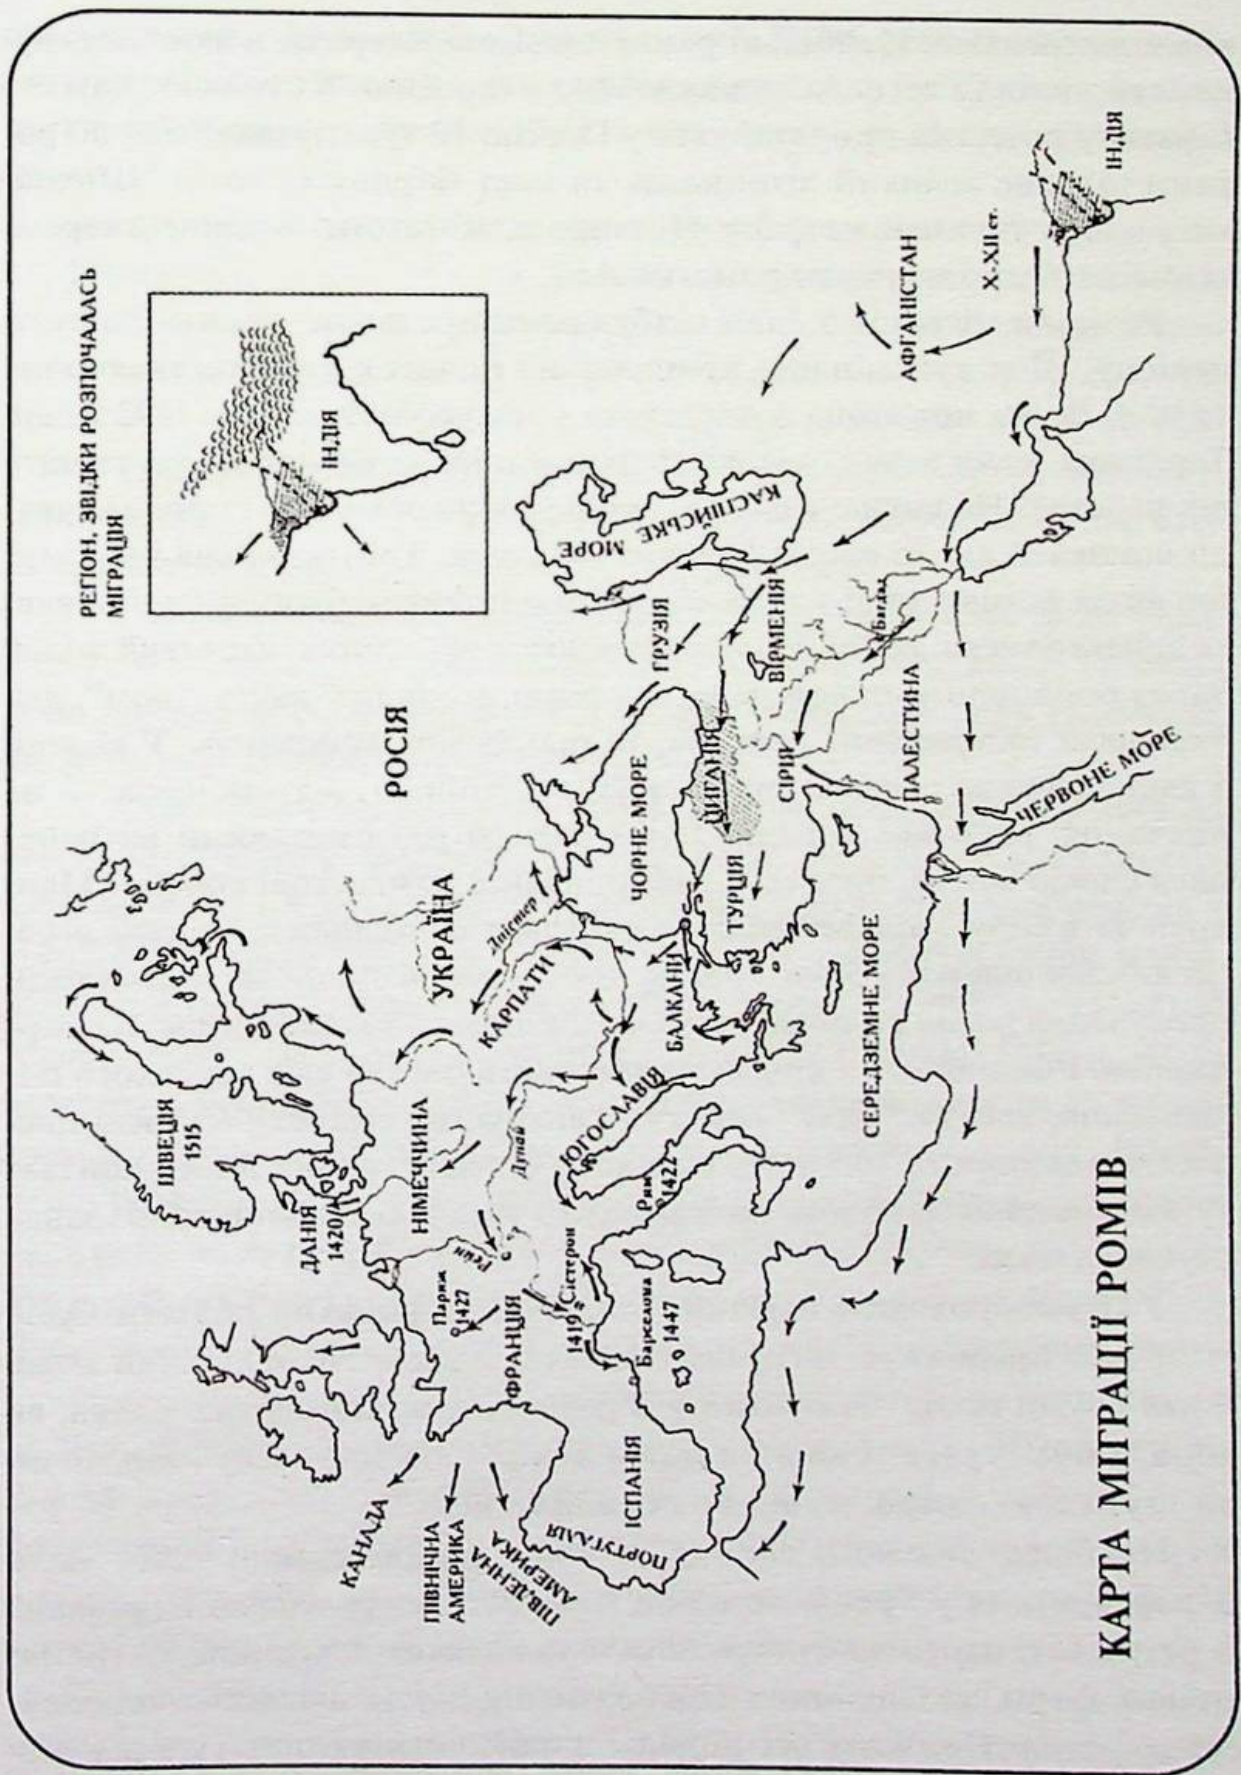 РЕГІОН, ЗВІДКИ РОЗПОЧАЛАСЬ
МІГРАЦІЯ
ІНДІЯ
ШВЕЦІЯ
1515
ДАНІЯ
1420
РОСІЯ
УКРАЇНА
Дністер
КАРПАТИ
НІМЕЧЧИНА
Рейн
Дунай
Париж
1427
ФРАНЦІЯ
КАНАДА
ПІВНІЧНА
АМЕРИКА
ПІВДЕННА
АМЕРИКА
ПОРТУГАЛІЯ
ІСПАНІЯ
Барселона
1447
1419
Сістерон
Рим
1422
ЮГОСЛАВІЯ
БАЛКАНИ
ЧОРНЕ МОРЕ
ТУРЦІЯ
ЦИГАНІЯ
ГРУЗІЯ
ВІРМЕНІЯ
КАСПІЙСЬКЕ
МОРЕ
СІРІЯ
ПАЛЕСТИНА
АФГАНІСТАН
X-XII ст.
ІНДІЯ
СЕРЕДЗЕМНЕ МОРЕ
ЧЕРВОНЕ МОРЕ
КАРТА МІГРАЦІЇ РОМІВ